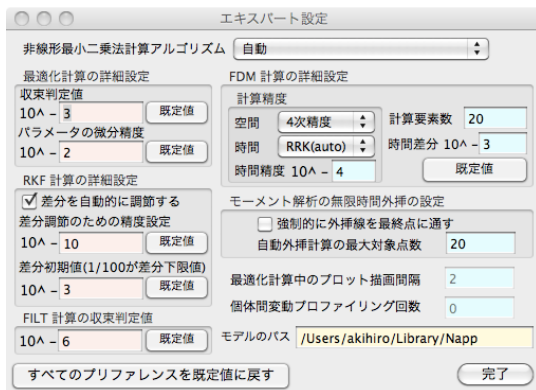 エキスパート設定
非線形最小二乗法計算アルゴリズム 自動
最適化計算の詳細設定
収束判定値
10^ - 3 既定値
パラメータの微分精度
10^ - 2 既定値
RKF 計算の詳細設定
差分を自動的に調節する
差分調節のための精度設定
10^ - 10 既定値
差分初期値(1/100が差分下限値)
10^ - 3 既定値
FILT 計算の収束判定値
10^ - 6 既定値
FDM 計算の詳細設定
計算精度
空間 4次精度
時間 RRK(auto)
時間精度 10^ - 4
計算要素数 20
時間差分 10^ - 3
既定値
モーメント解析の無限時間外挿の設定
強制的に外挿線を最終点に通す
自動外挿計算の最大対象点数 20
最適化計算中のプロット描画間隔 2
個体間変動プロファイリング回数 0
モデルのパス /Users/akihiro/Library/Napp
すべてのプリファレンスを既定値に戻す
完了